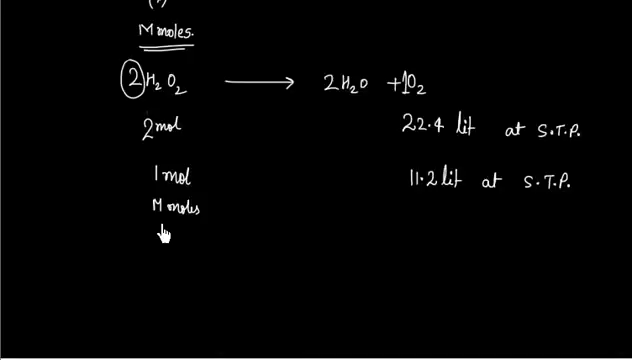 M moles.
2H₂O₂ ⟶ 2H₂O + 1O₂
2mol 22.4 lit at S.T.P.
1mol 11.2 lit at S.T.P.
M moles